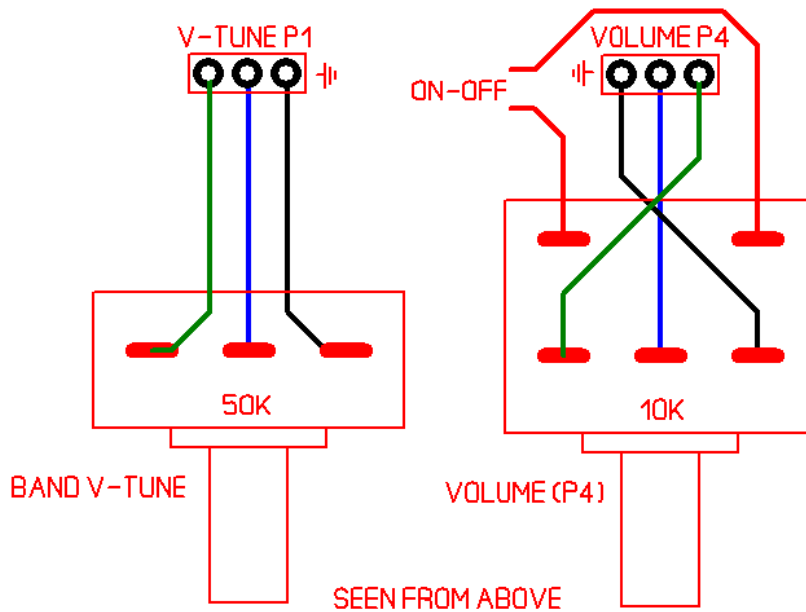 V-TUNE P1
VOLUME P4
ON-OFF
50K
10K
BAND V-TUNE
VOLUME (P4)
SEEN FROM ABOVE